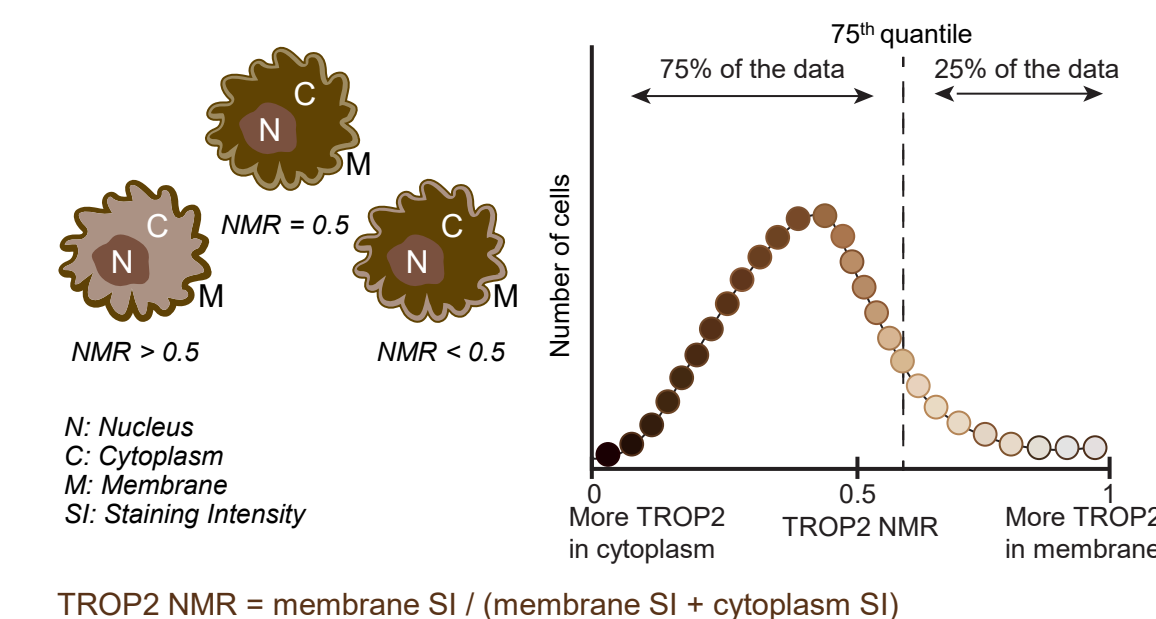 C
N
M
NMR = 0.5
C
N
M
NMR > 0.5
C
N
M
NMR < 0.5
N: Nucleus
C: Cytoplasm
M: Membrane
SI: Staining Intensity
75th quantile
75% of the data
25% of the data
Number of cells
0
0.5
1
More TROP2
in cytoplasm
TROP2 NMR
More TROP2
in membrane
TROP2 NMR = membrane SI / (membrane SI + cytoplasm SI)